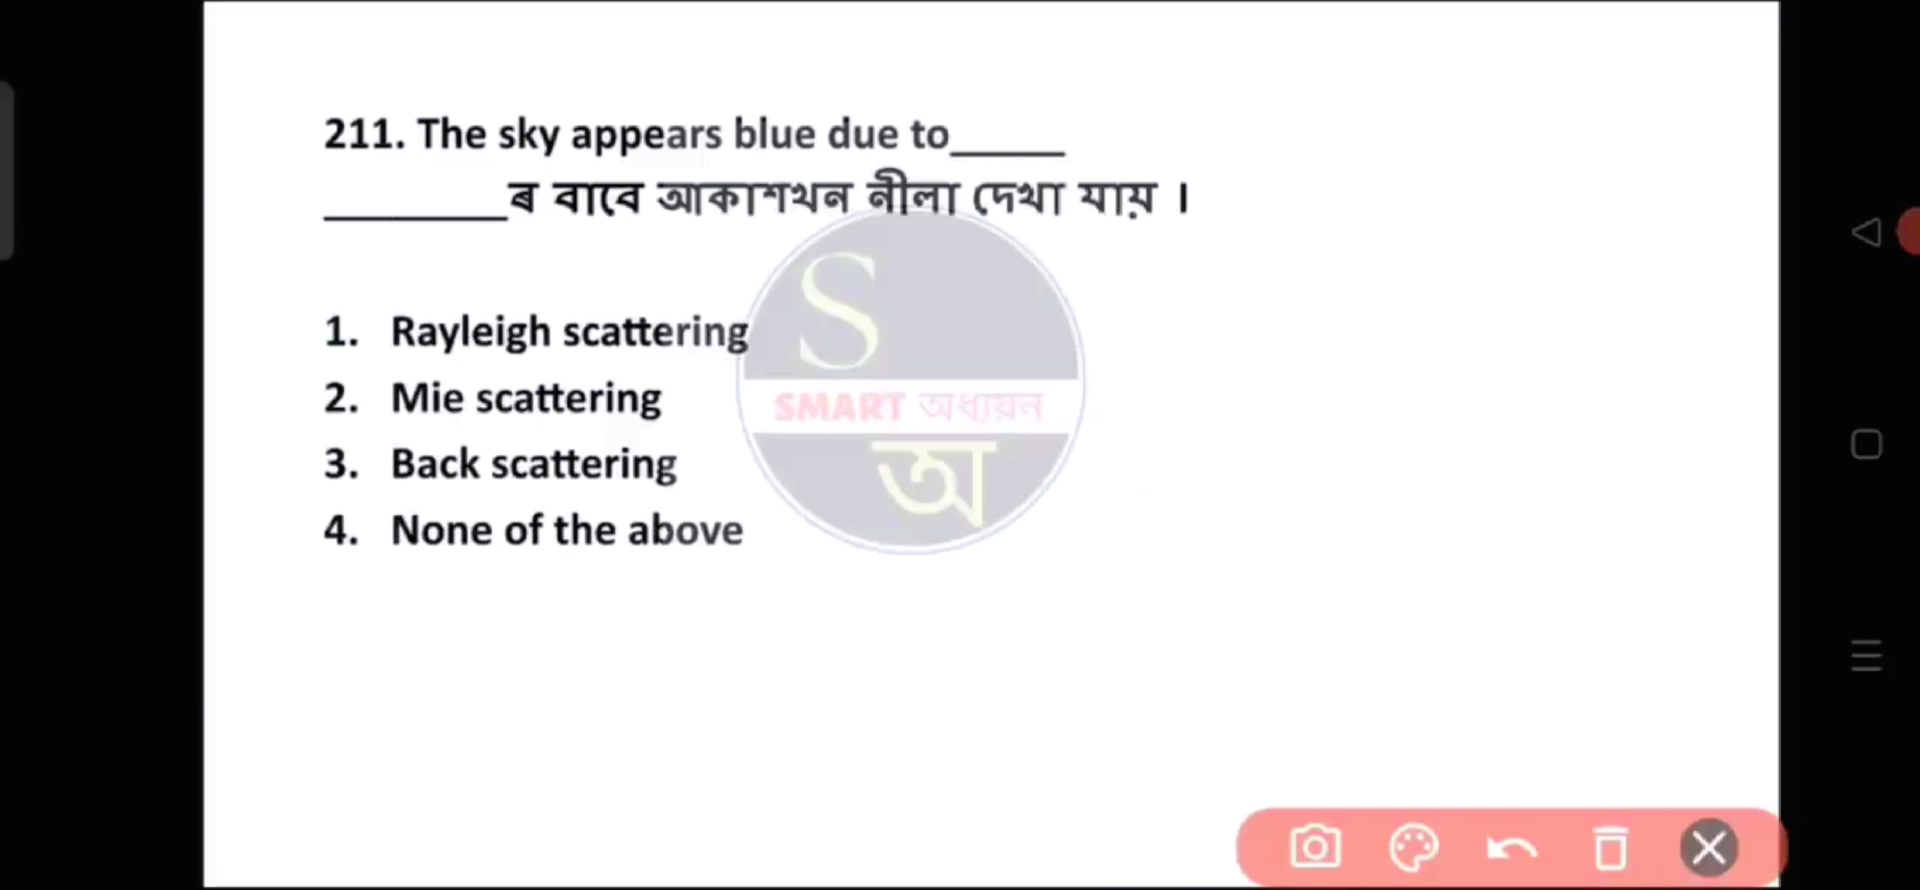 211. The sky appears blue due to_____
________ৰ বাবে আকাশখন নীলা দেখা যায় ।
1. Rayleigh scattering
2. Mie scattering
3. Back scattering
4. None of the above
S
SMART অধ্যয়ন
অ